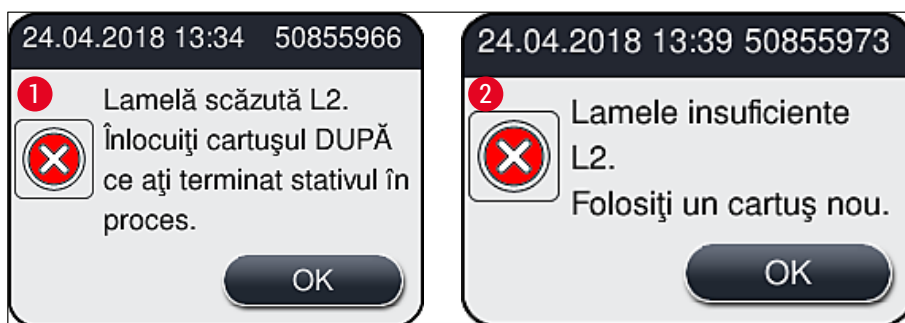 24.04.2018 13:34 50855966
1
Lamelă scăzută L2.
Înlocuiţi cartuşul DUPĂ
ce aţi terminat stativul în
proces.
OK
24.04.2018 13:39 50855973
2
Lamele insuficiente
L2.
Folosiţi un cartuş nou.
OK